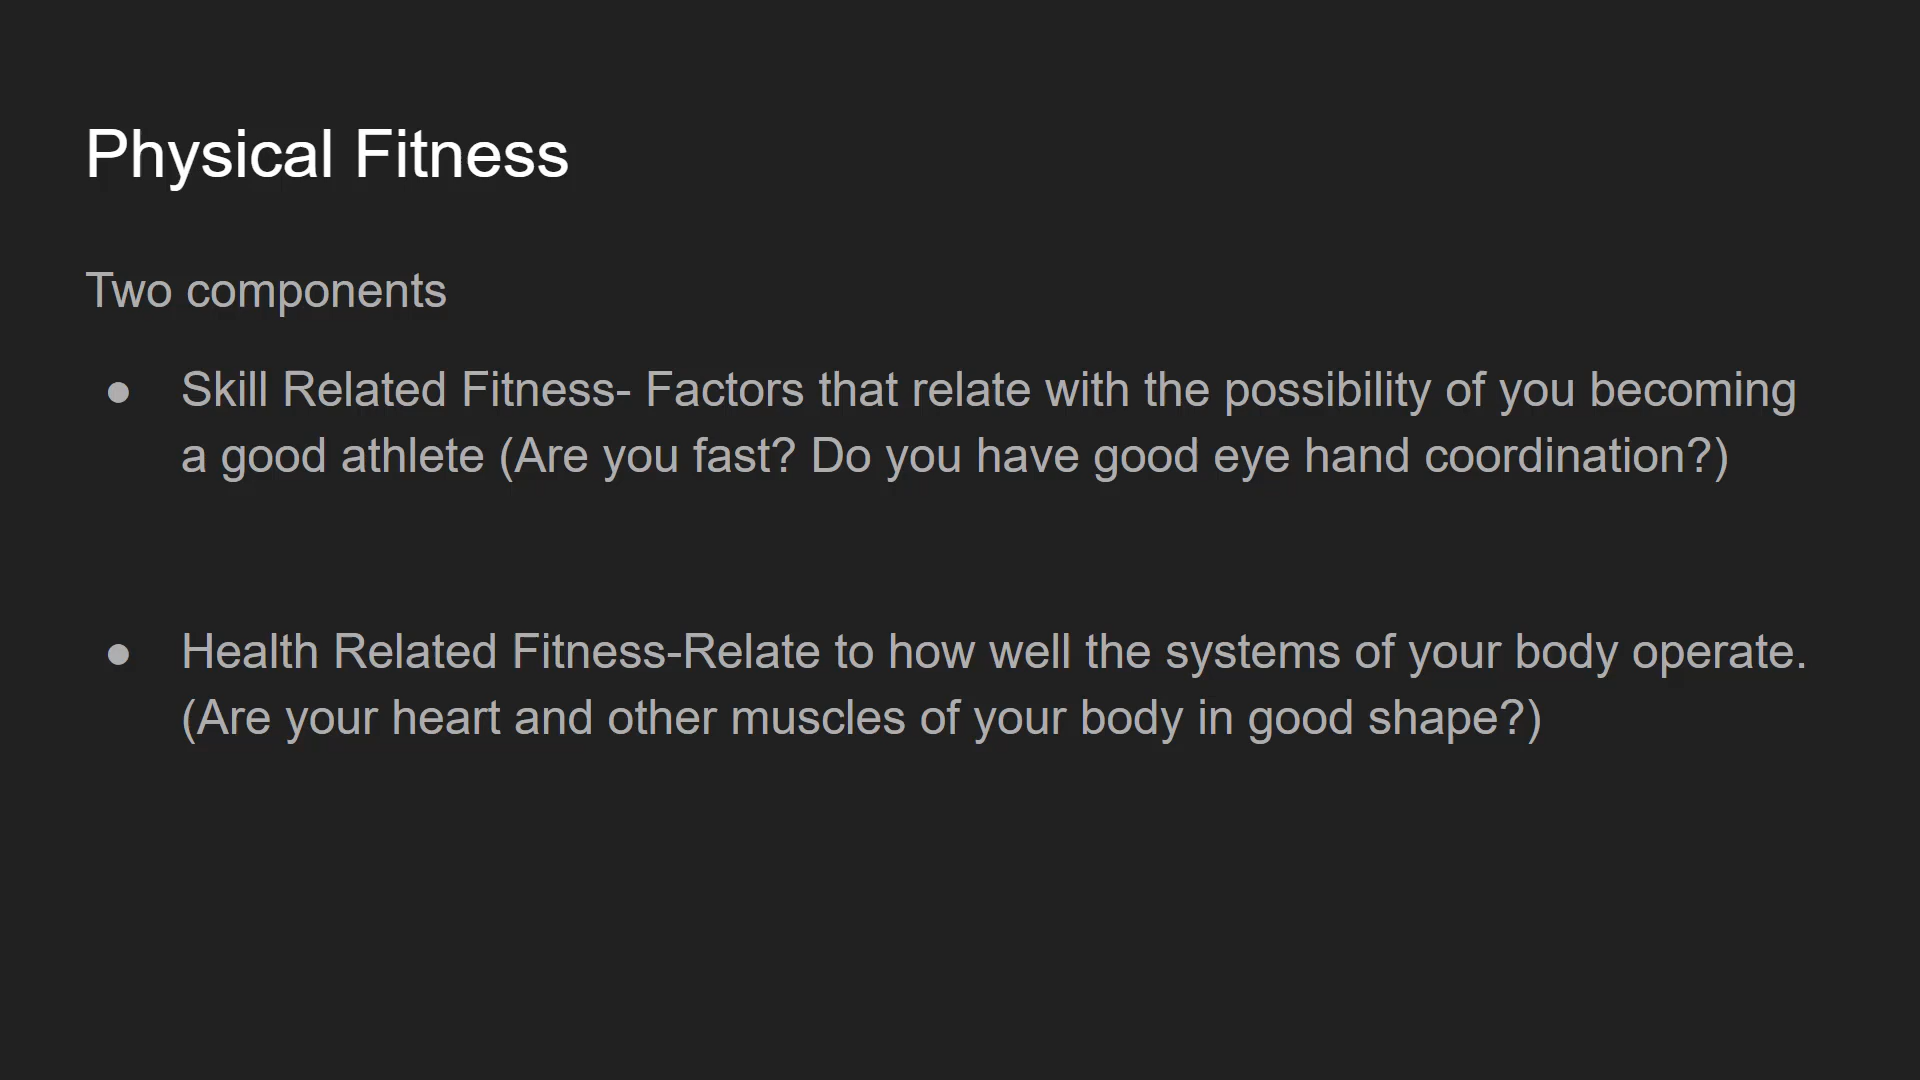 Physical Fitness
Two components
● Skill Related Fitness- Factors that relate with the possibility of you becoming
a good athlete (Are you fast? Do you have good eye hand coordination?)
● Health Related Fitness-Relate to how well the systems of your body operate.
(Are your heart and other muscles of your body in good shape?)